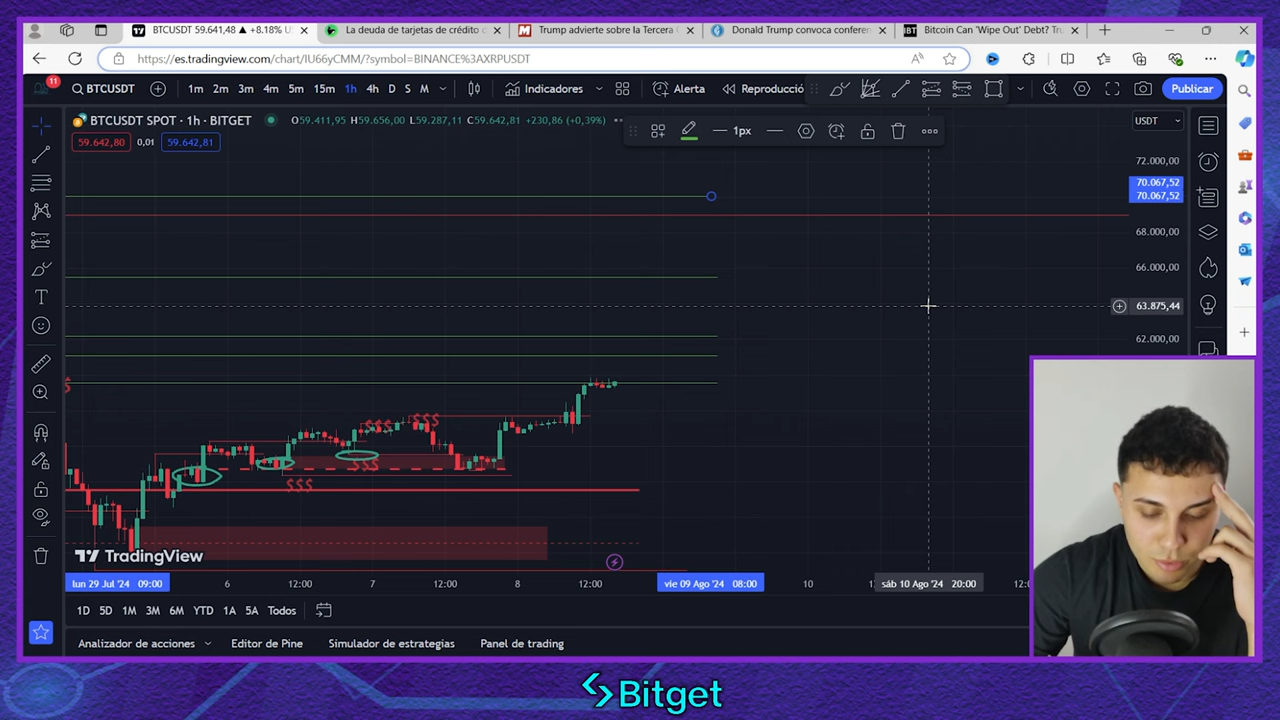 BTCUSDT 59.641,48 ▲ +8.18% U
La deuda de tarjetas de crédito d
Trump advierte sobre la Tercera
Donald Trump convoca conferen
Bitcoin Can 'Wipe Out' Debt? Tru
https://es.tradingview.com/chart/IU66yCMM/?symbol=BINANCE%3AXRPUSDT
11
BTCUSDT
1m 2m 3m 4m 5m 15m 1h 4h D S M
Indicadores
Alerta
Reproducció
Publicar
BTCUSDT SPOT · 1h · BITGET
O59.411,95 H59.656,00 L59.287,11 C59.642,81 +230,86 (+0,39%)
59.642,80 0,01 59.642,81
1px
USDT
72.000,00
70.067,52
70.067,52
68.000,00
66.000,00
63.875,44
62.000,00
$
$$$
$$$
$$$
$$$
TradingView
lun 29 Jul '24 09:00
6 12:00 7 12:00 8 12:00
vie 09 Ago '24 08:00
10
sáb 10 Ago '24 20:00
1D 5D 1M 3M 6M YTD 1A 5A Todos
Analizador de acciones
Editor de Pine
Simulador de estrategias
Panel de trading
Bitget